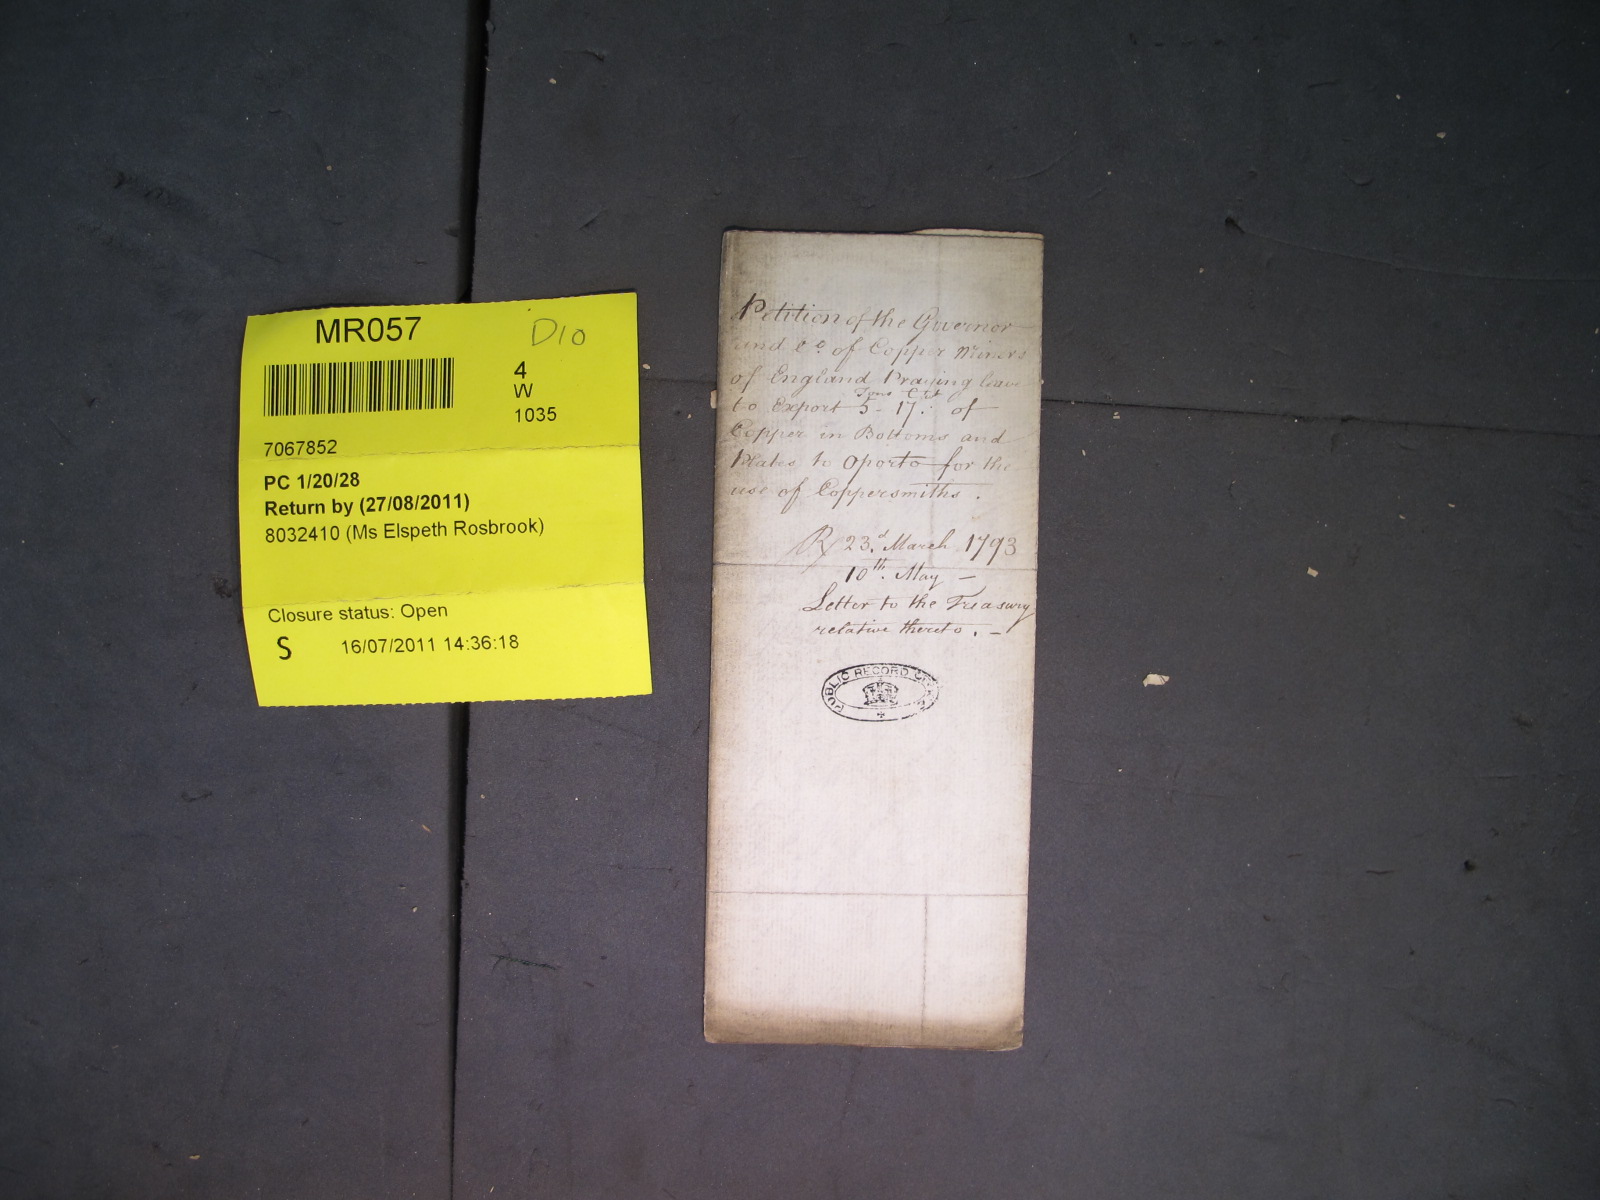 MR057
D10
4
W
1035
7067852
PC 1/20/28
Return by (27/08/2011)
8032410 (Ms Elspeth Rosbrook)
Closure status: Open
S 16/07/2011 14:36:18
Petition of the Governor
and Co. of Copper Miners
of England Praying leave
Tons Cwt
to Export 5 - 17. of
Copper in Bottoms and
Plates to Oporto for the
use of Coppersmiths.
R 23.d March 1793
10th. May -
Letter to the Treasury
relative thereto. -
PUBLIC RECORD OFFICE